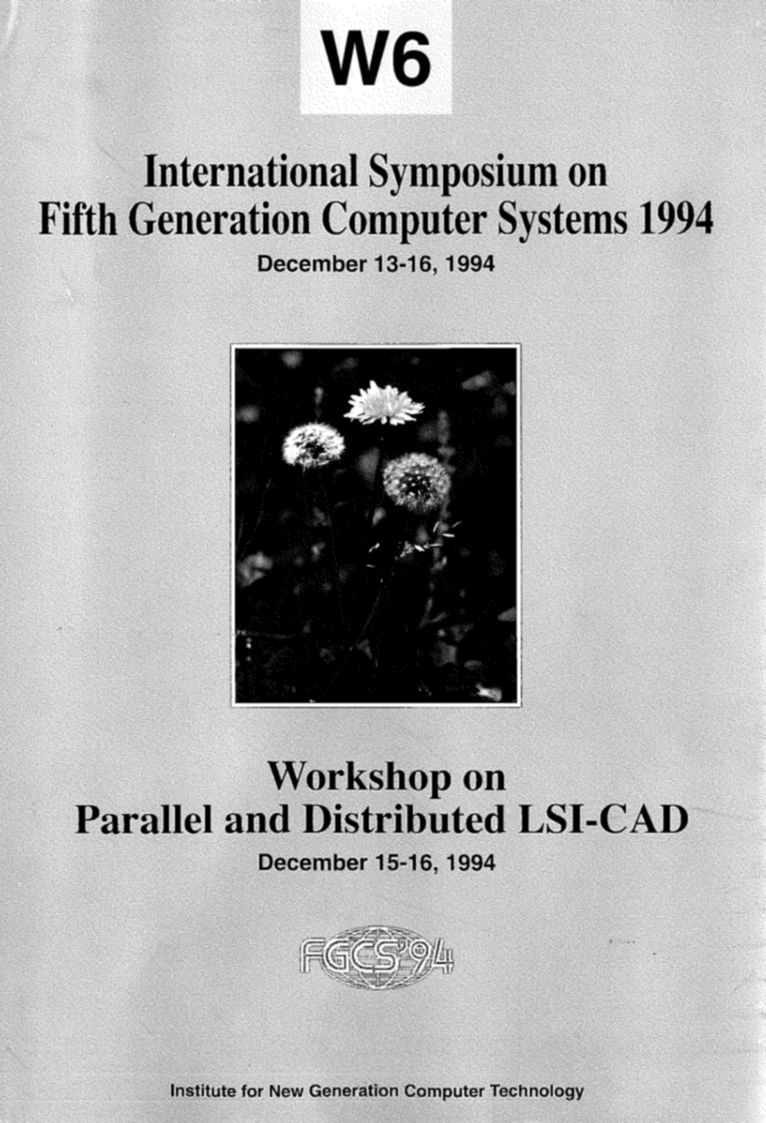 W6
International Symposium on
Fifth Generation Computer Systems 1994
December 13-16, 1994
Workshop on
Parallel and Distributed LSI-CAD
December 15-16, 1994
FGCS'94
Institute for New Generation Computer Technology